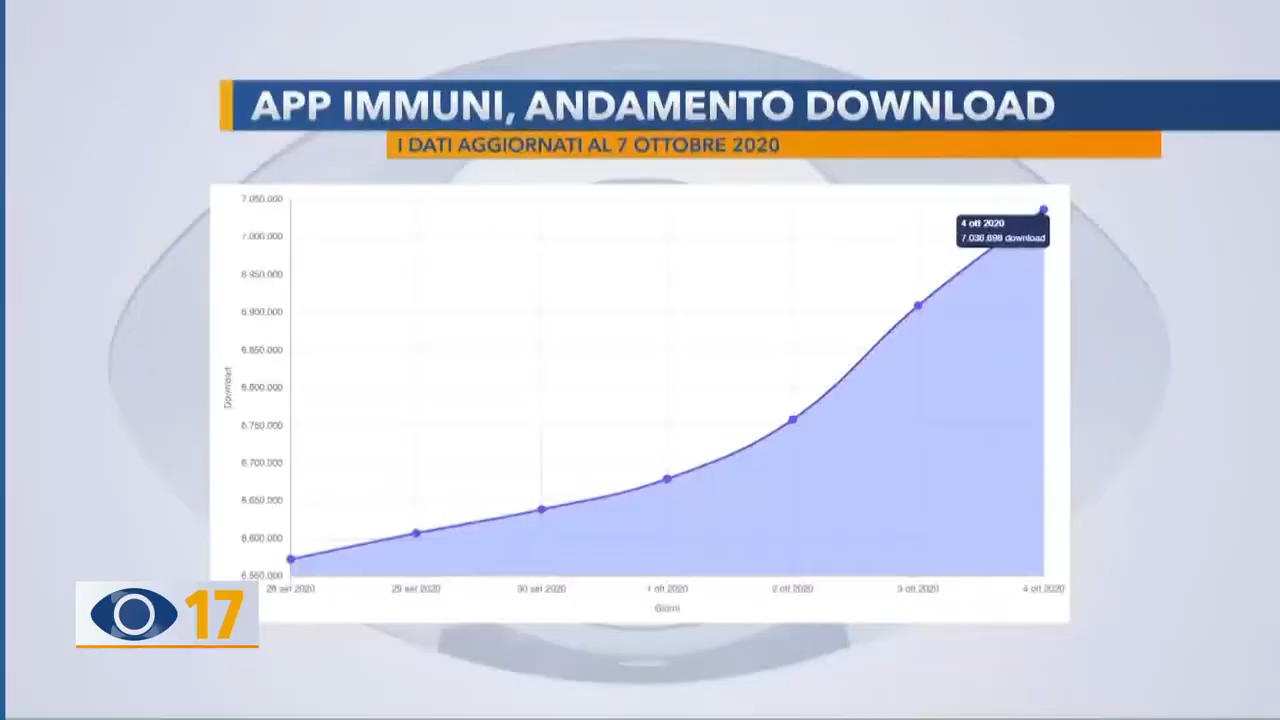 APP IMMUNI, ANDAMENTO DOWNLOAD
I DATI AGGIORNATI AL 7 OTTOBRE 2020
7.050.000
7.000.000
6.950.000
6.900.000
6.850.000
6.800.000
6.750.000
6.700.000
6.650.000
6.600.000
6.550.000
Download
4 ott 2020
7.036.898 download
28 set 2020 29 set 2020 30 set 2020 1 ott 2020 2 ott 2020 3 ott 2020 4 ott 2020
Giorni
17